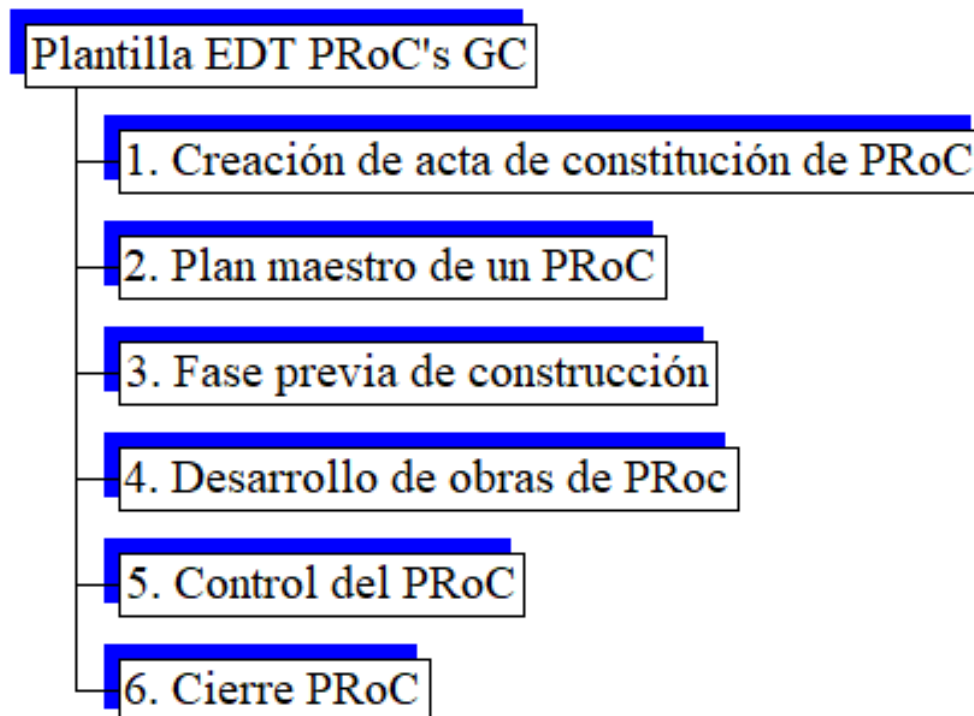 Plantilla EDT PRoC's GC
1. Creación de acta de constitución de PRoC
2. Plan maestro de un PRoC
3. Fase previa de construcción
4. Desarrollo de obras de PRoc
5. Control del PRoC
6. Cierre PRoC